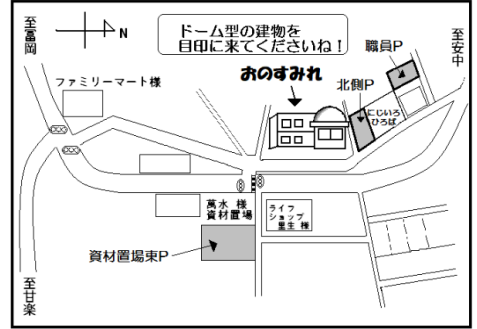 至富岡
N
ドーム型の建物を
目印に来てくださいね！
至安中
職員P
おのすみれ
北側P
ファミリーマート様
にじいろ
ひろば
萬水 様
資材置場
ライフ
ショップ
里生 様
資材置場東P
至甘楽